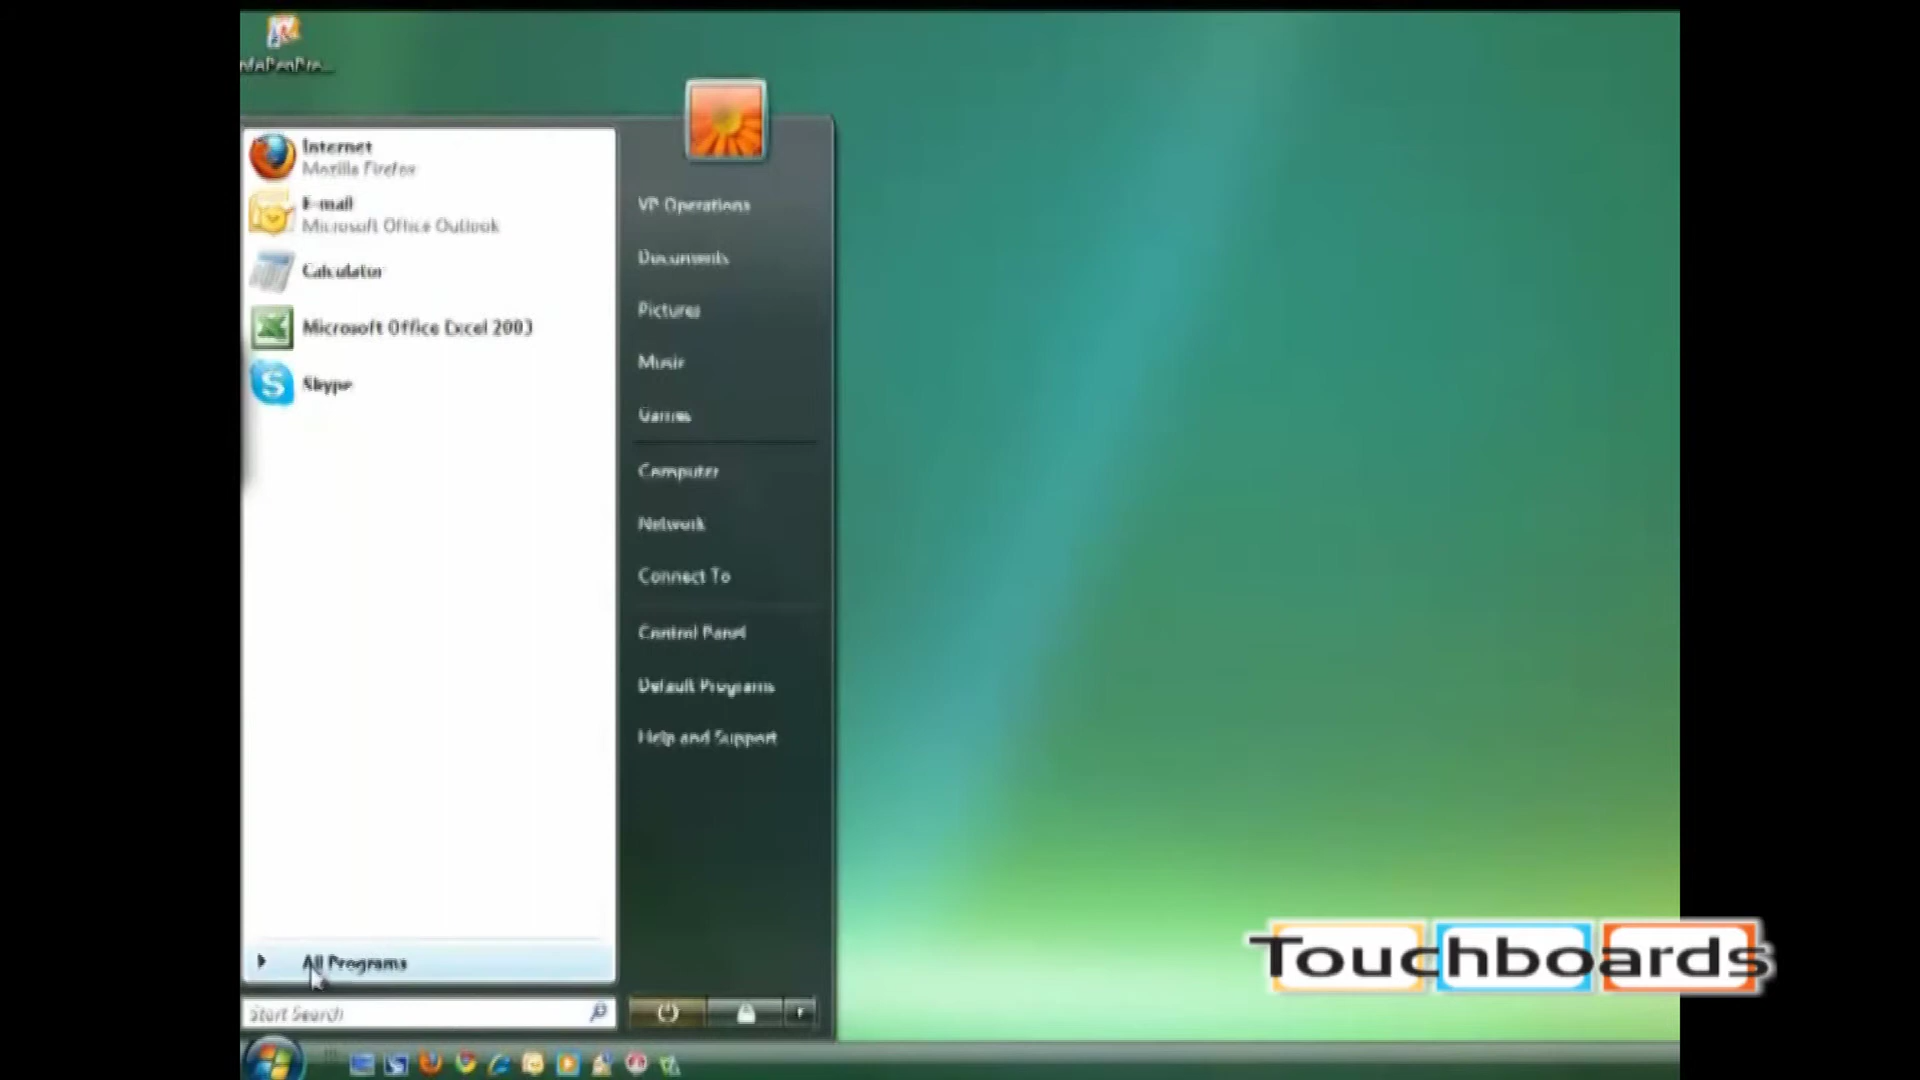 Internet
Mozilla Firefox
E-mail
Microsoft Office Outlook
Calculator
Microsoft Office Excel 2003
Skype
All Programs
Start Search
VP Operations
Documents
Pictures
Music
Games
Computer
Network
Connect To
Control Panel
Default Programs
Help and Support
Touchboards